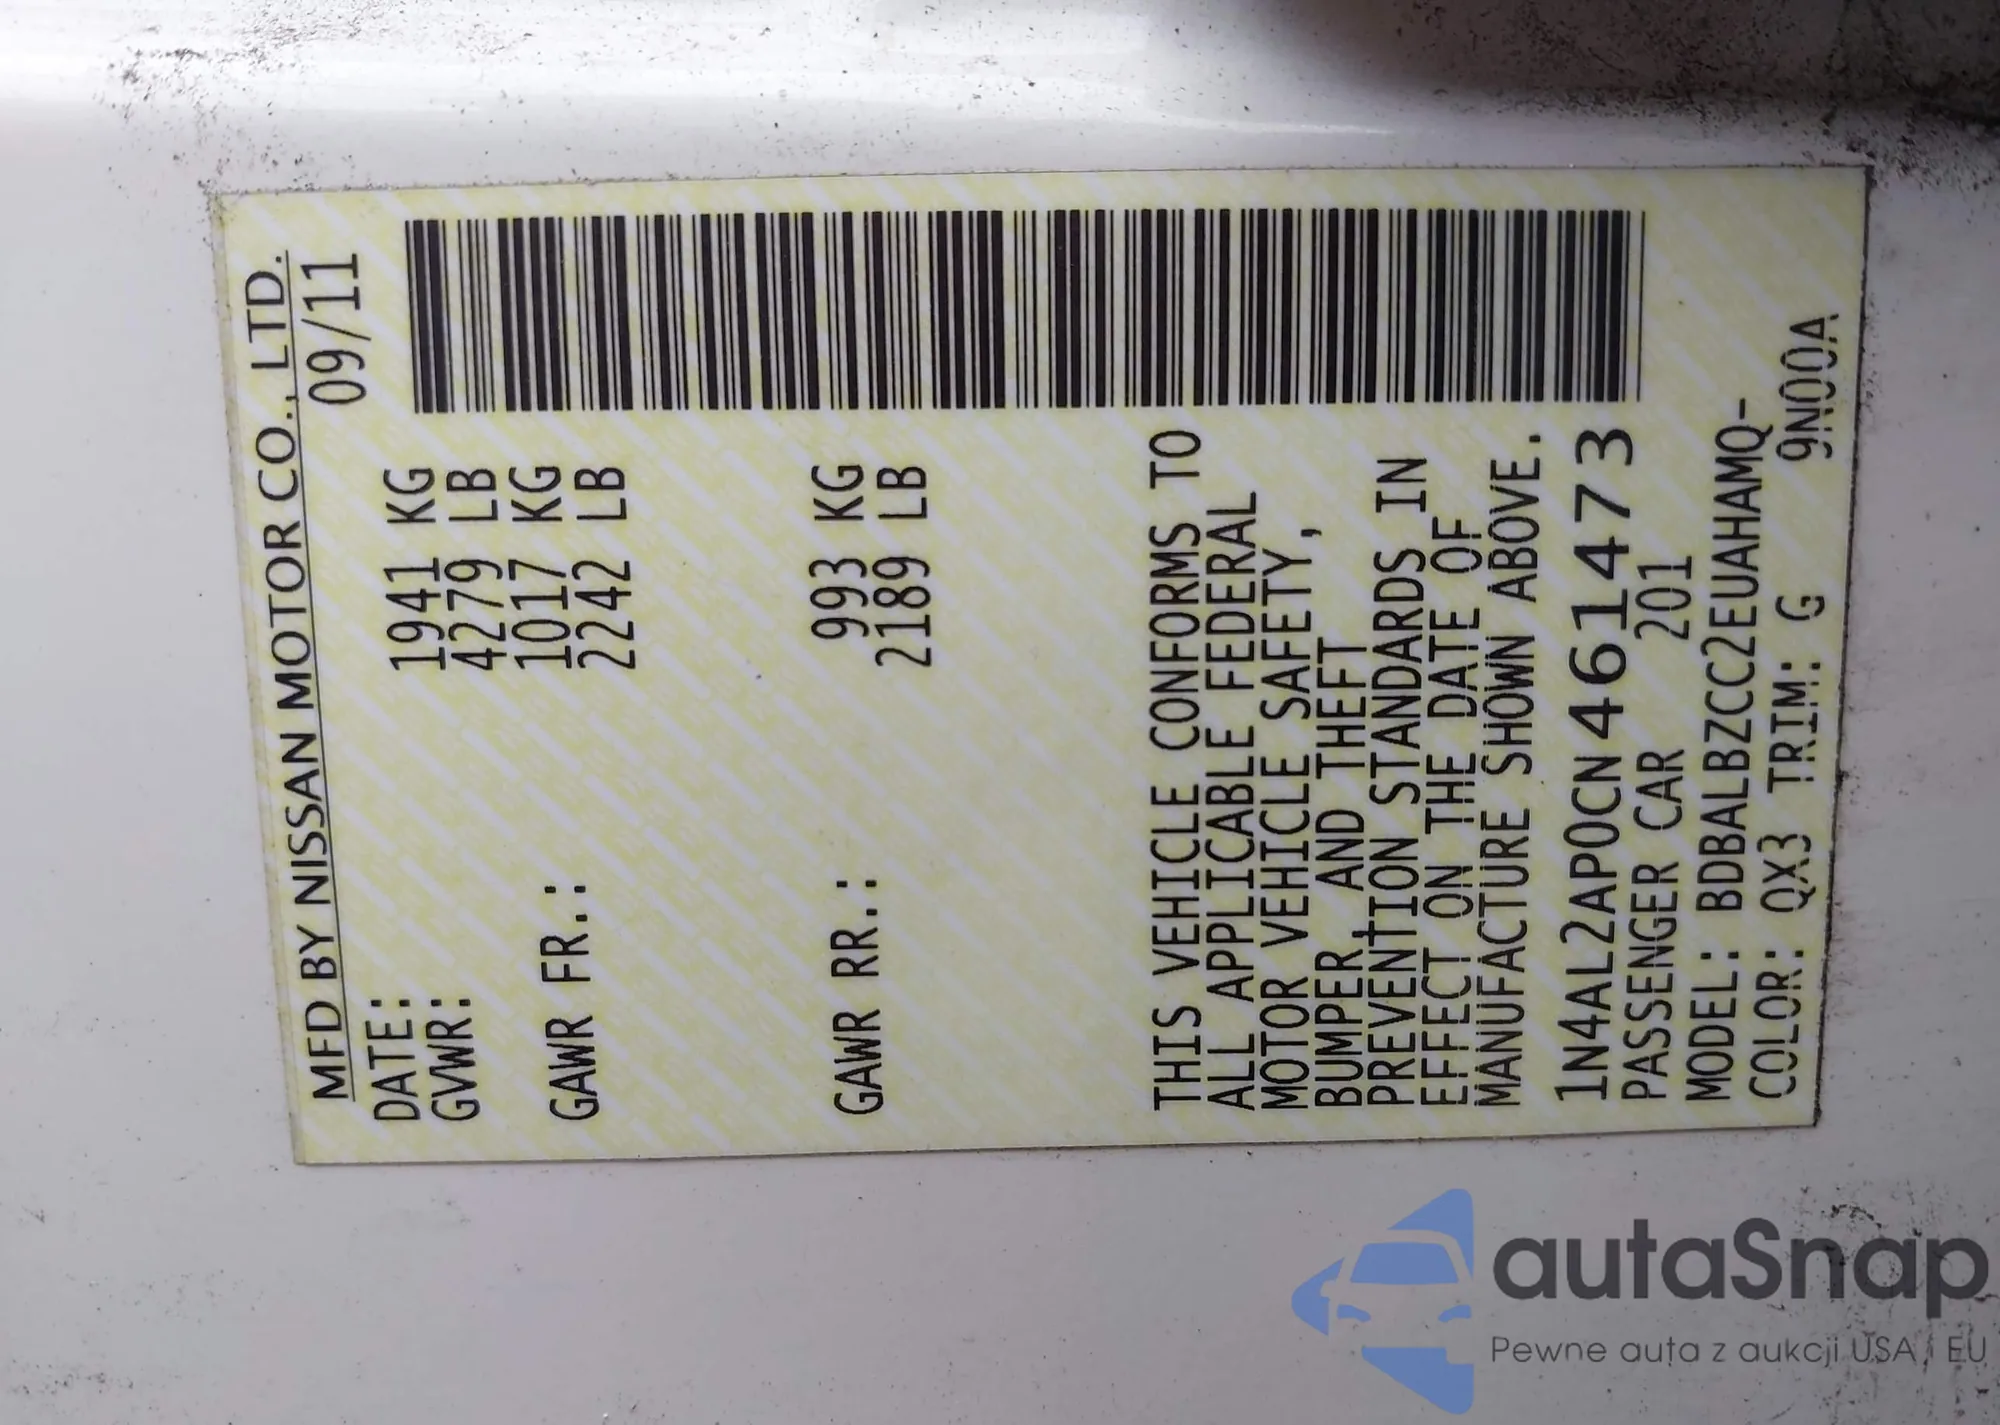 MFD BY NISSAN MOTOR CO., LTD.
DATE: 09/11
GVWR: 1941 KG
4279 LB
GAWR FR.: 1017 KG
2242 LB
GAWR RR.: 993 KG
2189 LB
THIS VEHICLE CONFORMS TO
ALL APPLICABLE FEDERAL
MOTOR VEHICLE SAFETY,
BUMPER, AND THEFT
PREVENTION STANDARDS IN
EFFECT ON THE DATE OF
MANUFACTURE SHOWN ABOVE.
1N4AL2AP0CN461473
PASSENGER CAR 201
MODEL: BDBALBZCC2EUAHAMQ-
COLOR: QX3 TRIM: G 9N00A
autaSnap
Pewne auta z aukcji USA i EU